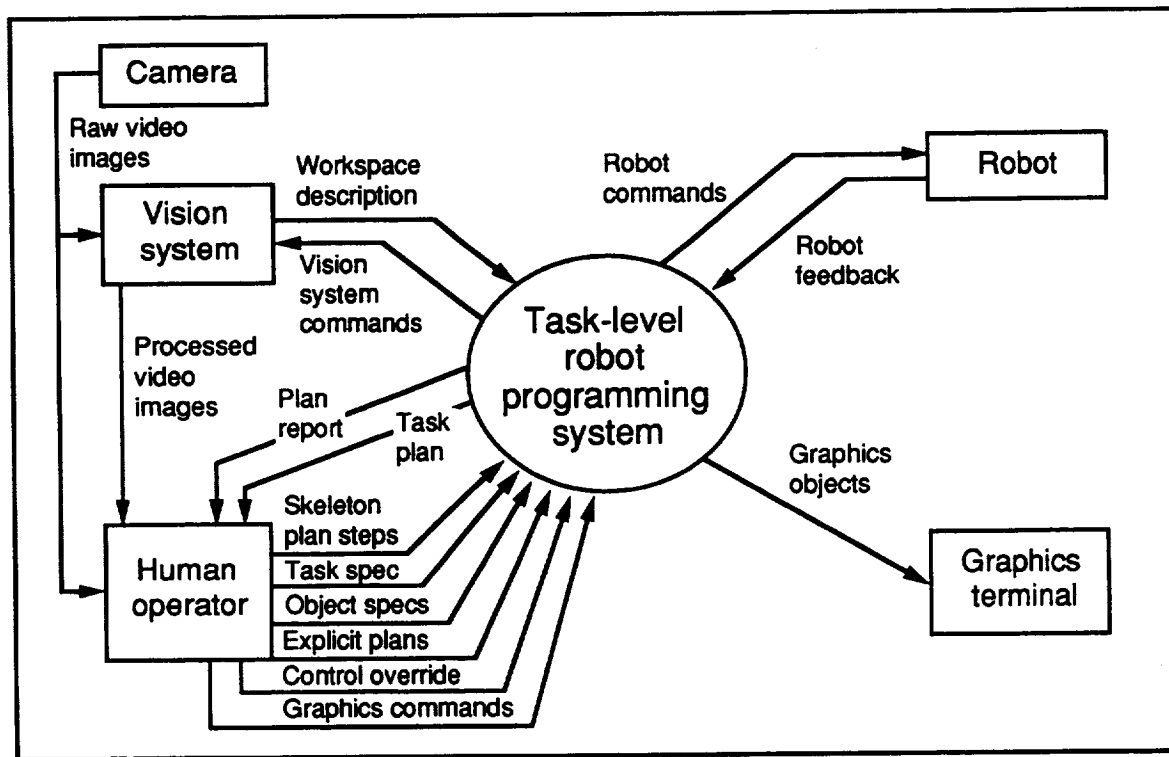 Camera
Raw video
images
Workspace
description
Robot
commands
Robot
Vision
system
Vision
system
commands
Robot
feedback
Task-level
robot
programming
system
Processed
video
images
Plan
report
Task
plan
Graphics
objects
Skeleton
plan steps
Task spec
Object specs
Explicit plans
Control override
Graphics commands
Human
operator
Graphics
terminal